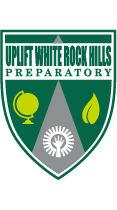 UPLIFT WHITE ROCK HILLS
PREPARATORY